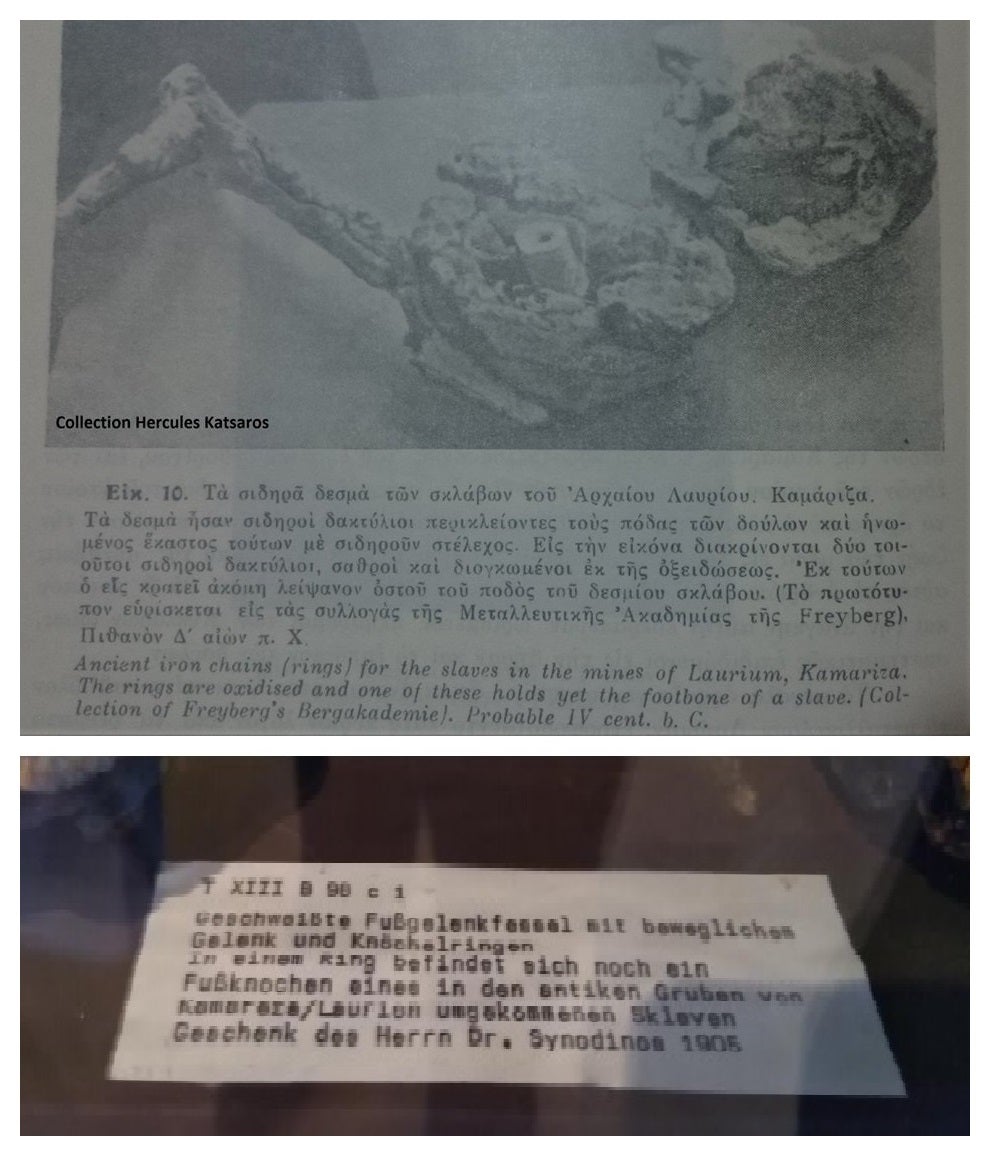 Collection Hercules Katsaros
Εἰκ. 10. Τὰ σιδηρᾶ δεσμὰ τῶν σκλάβων τοῦ Ἀρχαίου Λαυρίου. Καμάριζα.
Τὰ δεσμὰ ἦσαν σιδηροῖ δακτύλιοι περικλείοντες τοὺς πόδας τῶν δούλων καὶ ἡνω-
μένος ἕκαστος τούτων μὲ σιδηροῦν στέλεχος. Εἰς τὴν εἰκόνα διακρίνονται δύο τοι-
οῦτοι σιδηροῖ δακτύλιοι, σαθροὶ καὶ διογκωμένοι ἐκ τῆς ὀξειδώσεως. Ἐκ τούτων
ὁ εἷς κρατεῖ ἀκόμη λείψανον ὀστοῦ τοῦ ποδὸς τοῦ δεσμίου σκλάβου. (Τὸ πρωτότυ-
πον εὑρίσκεται εἰς τὰς συλλογὰς τῆς Μεταλλευτικῆς Ἀκαδημίας τῆς Freyberg).
Πιθανὸν Δ΄ αἰὼν π. Χ.
Ancient iron chains (rings) for the slaves in the mines of Laurium, Kamariza.
The rings are oxidised and one of these holds yet the footbone of a slave. (Col-
lection of Freyberg's Bergakademie). Probable IV cent. b. C.
T XIII B 98 c i
Geschweißte Fußgelenkfessel mit beweglichem
Gelenk und Knöchelringen
In einem Ring befindet sich noch ein
Fußknochen eines in den antiken Gruben von
Kamareza/Laurion umgekommenen Sklaven
Geschenk des Herrn Dr. Synodinos 1905